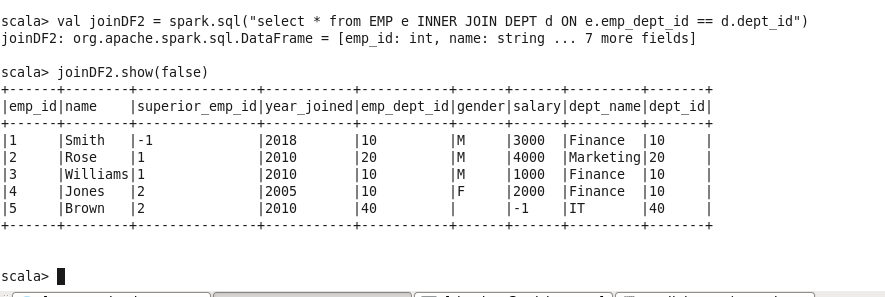 scala> val joinDF2 = spark.sql("select * from EMP e INNER JOIN DEPT d ON e.emp_dept_id == d.dept_id")
joinDF2: org.apache.spark.sql.DataFrame = [emp_id: int, name: string ... 7 more fields]
scala> joinDF2.show(false)
+------+--------+---------------+-----------+-----------+------+------+---------+-------+
|emp_id|name    |superior_emp_id|year_joined|emp_dept_id|gender|salary|dept_name|dept_id|
+------+--------+---------------+-----------+-----------+------+------+---------+-------+
|1     |Smith   |-1             |2018       |10         |M     |3000  |Finance  |10     |
|2     |Rose    |1              |2010       |20         |M     |4000  |Marketing|20     |
|3     |Williams|1              |2010       |10         |M     |1000  |Finance  |10     |
|4     |Jones   |2              |2005       |10         |F     |2000  |Finance  |10     |
|5     |Brown   |2              |2010       |40         |      |-1    |IT       |40     |
+------+--------+---------------+-----------+-----------+------+------+---------+-------+
scala>